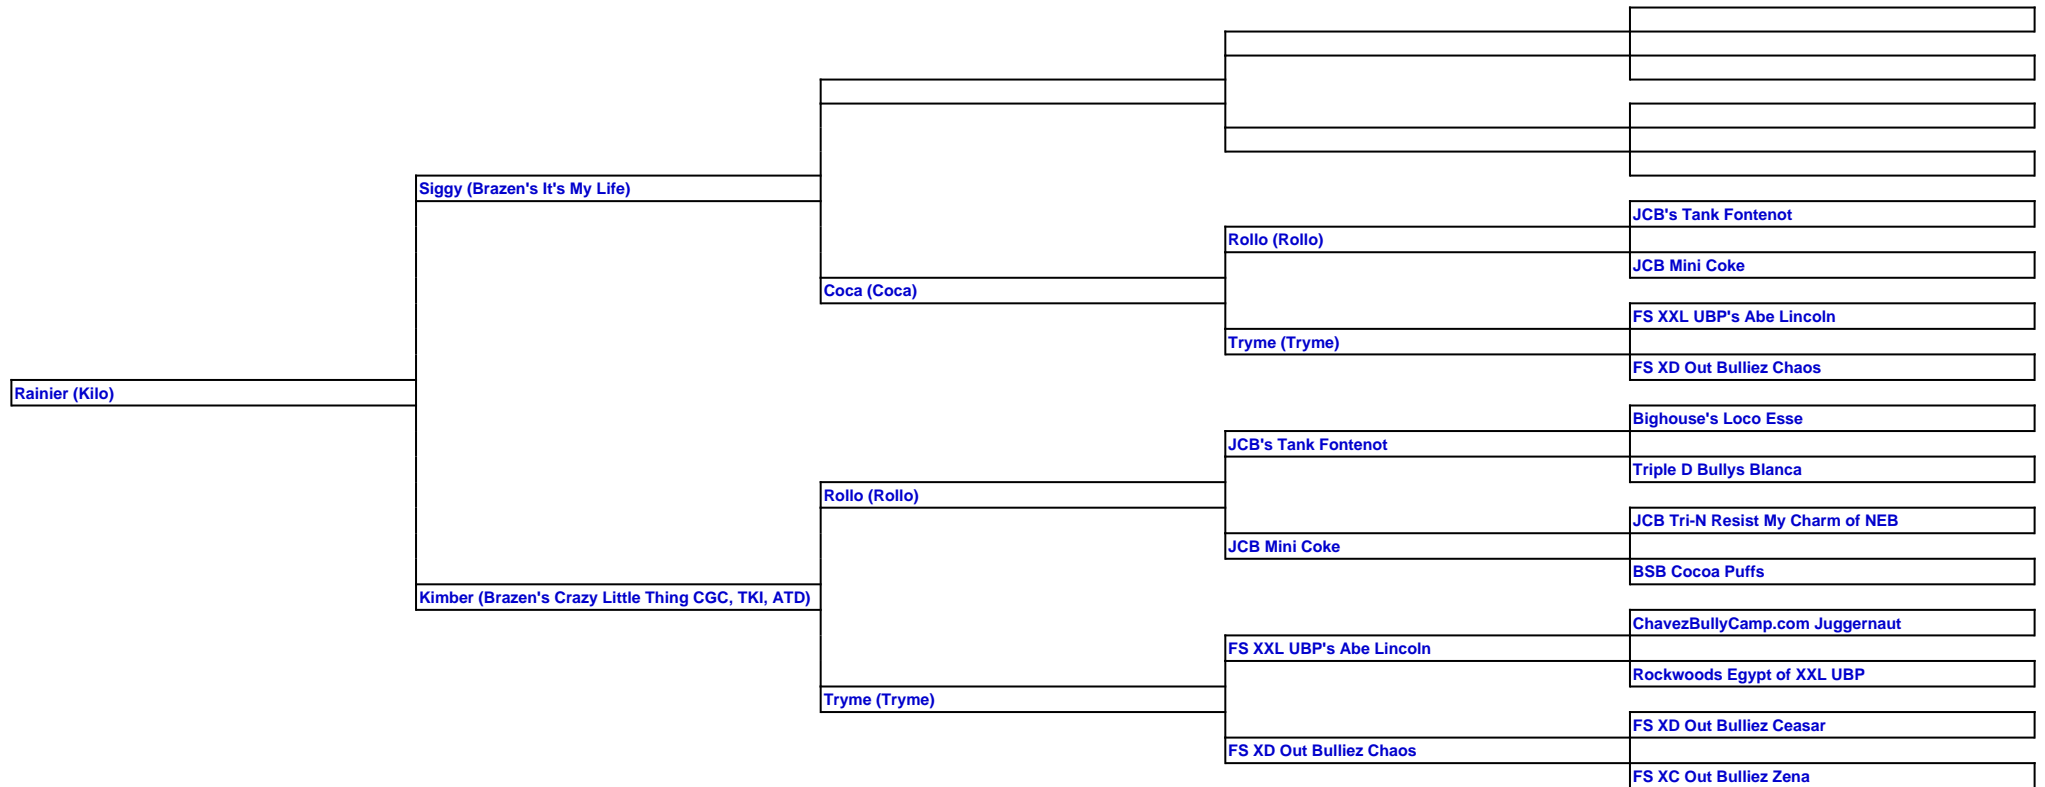 Siggy (Brazen's It's My Life)
JCB's Tank Fontenot
Rollo (Rollo)
JCB Mini Coke
Coca (Coca)
FS XXL UBP's Abe Lincoln
Tryme (Tryme)
FS XD Out Bulliez Chaos
Rainier (Kilo)
Bighouse's Loco Esse
JCB's Tank Fontenot
Triple D Bullys Blanca
Rollo (Rollo)
JCB Tri-N Resist My Charm of NEB
JCB Mini Coke
BSB Cocoa Puffs
Kimber (Brazen's Crazy Little Thing CGC, TKI, ATD)
ChavezBullyCamp.com Juggernaut
FS XXL UBP's Abe Lincoln
Rockwoods Egypt of XXL UBP
Tryme (Tryme)
FS XD Out Bulliez Ceasar
FS XD Out Bulliez Chaos
FS XC Out Bulliez Zena